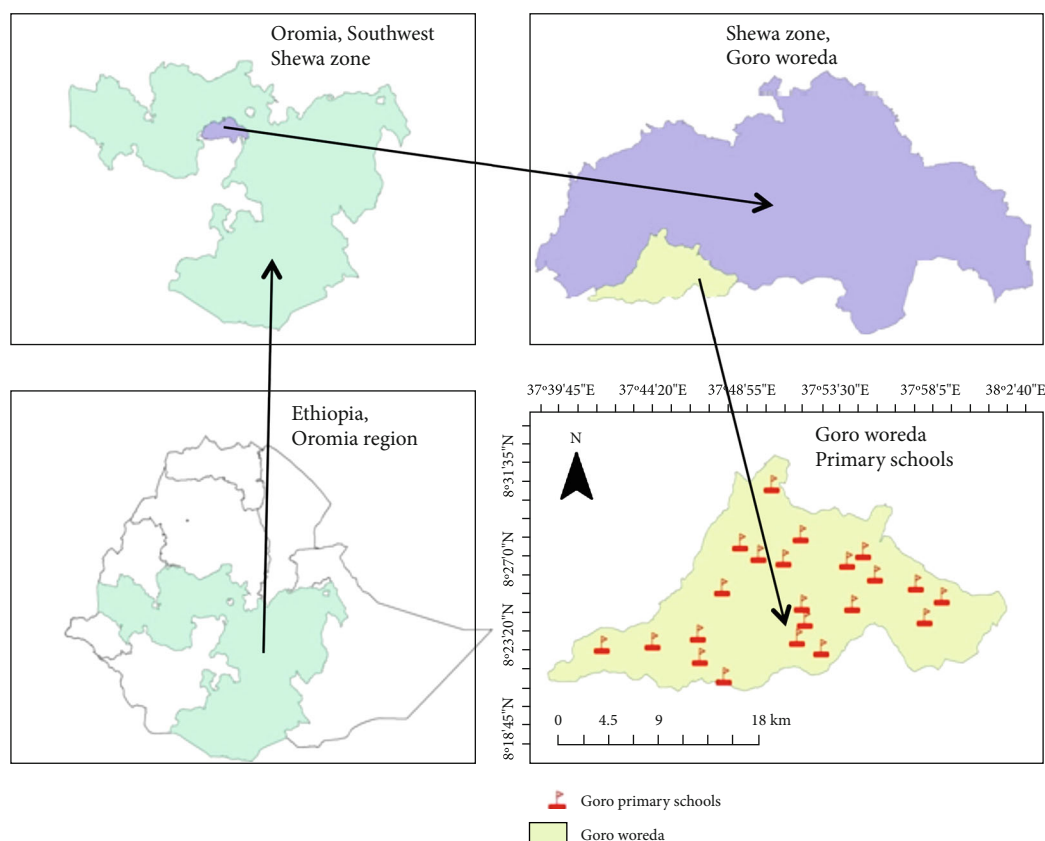 Oromia, Southwest
Shewa zone
Shewa zone,
Goro woreda
Ethiopia,
Oromia region
37°39'45"E 37°44'20"E 37°48'55"E 37°53'30"E 37°58'5"E 38°2'40"E
Goro woreda
Primary schools
N
8°31'35"N
8°27'0"N
8°23'20"N
8°18'45"N
0 4.5 9 18 km
Goro primary schools
Goro woreda